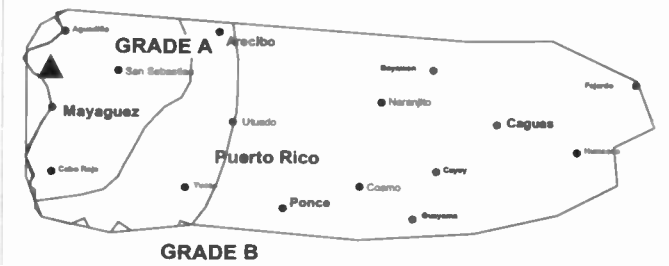 Aguadilla
GRADE A
Arecibo
San Sebastian
Bayamon
Fajardo
Naranjito
Mayaguez
Utuado
Caguas
Humacao
Puerto Rico
Cabo Rojo
Cayey
Yauco
Coamo
Ponce
Guayama
GRADE B